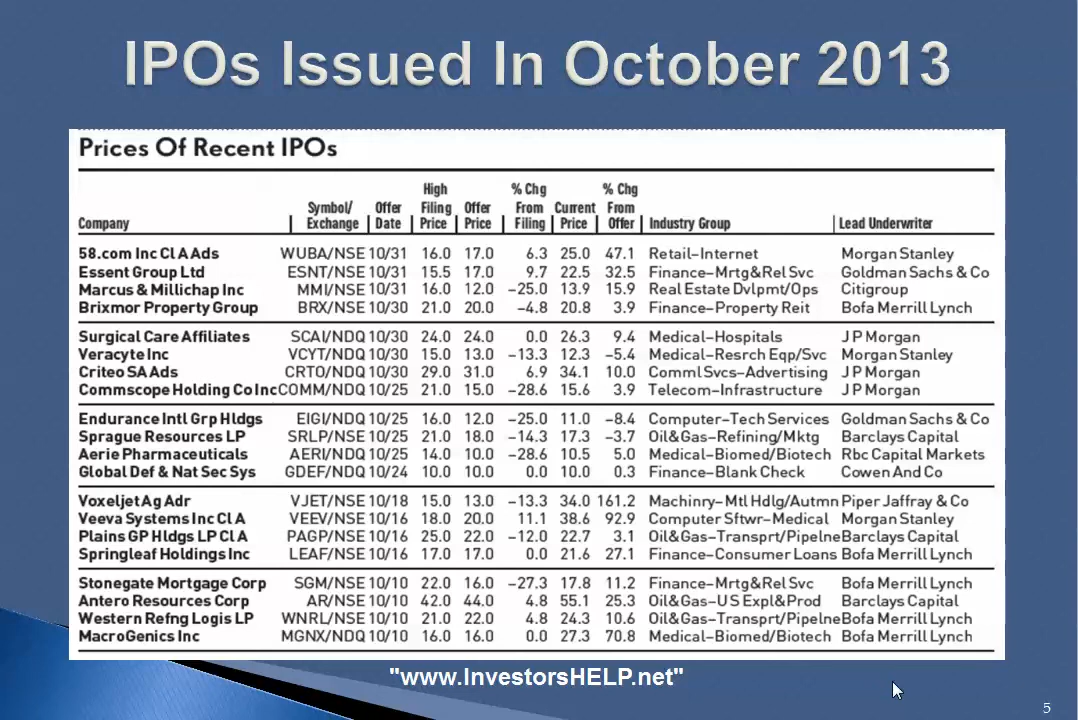 IPOs Issued In October 2013
Prices Of Recent IPOs
High % Chg % Chg
Symbol/ Offer Filing Offer From Current From
Company Exchange Date Price Price Filing Price Offer Industry Group Lead Underwriter
58.com Inc Cl A Ads WUBA/NSE 10/31 16.0 17.0 6.3 25.0 47.1 Retail–Internet Morgan Stanley
Essent Group Ltd ESNT/NSE 10/31 15.5 17.0 9.7 22.5 32.5 Finance–Mrtg&Rel Svc Goldman Sachs & Co
Marcus & Millichap Inc MMI/NSE 10/31 16.0 12.0 –25.0 13.9 15.9 Real Estate Dvlpmt/Ops Citigroup
Brixmor Property Group BRX/NSE 10/30 21.0 20.0 –4.8 20.8 3.9 Finance–Property Reit Bofa Merrill Lynch
Surgical Care Affiliates SCAI/NDQ 10/30 24.0 24.0 0.0 26.3 9.4 Medical–Hospitals J P Morgan
Veracyte Inc VCYT/NDQ 10/30 15.0 13.0 –13.3 12.3 –5.4 Medical–Resrch Eqp/Svc Morgan Stanley
Criteo SA Ads CRTO/NDQ 10/30 29.0 31.0 6.9 34.1 10.0 Comml Svcs–Advertising J P Morgan
Commscope Holding Co Inc COMM/NDQ 10/25 21.0 15.0 –28.6 15.6 3.9 Telecom–Infrastructure J P Morgan
Endurance Intl Grp Hldgs EIGI/NDQ 10/25 16.0 12.0 –25.0 11.0 –8.4 Computer–Tech Services Goldman Sachs & Co
Sprague Resources LP SRLP/NSE 10/25 21.0 18.0 –14.3 17.3 –3.7 Oil&Gas–Refining/Mktg Barclays Capital
Aerie Pharmaceuticals AERI/NDQ 10/25 14.0 10.0 –28.6 10.5 5.0 Medical–Biomed/Biotech Rbc Capital Markets
Global Def & Nat Sec Sys GDEF/NDQ 10/24 10.0 10.0 0.0 10.0 0.3 Finance–Blank Check Cowen And Co
Voxeljet Ag Adr VJET/NSE 10/18 15.0 13.0 –13.3 34.0 161.2 Machinry–Mtl Hdlg/Autmn Piper Jaffray & Co
Veeva Systems Inc Cl A VEEV/NSE 10/16 18.0 20.0 11.1 38.6 92.9 Computer Sftwr–Medical Morgan Stanley
Plains GP Hldgs LP Cl A PAGP/NSE 10/16 25.0 22.0 –12.0 22.7 3.1 Oil&Gas–Transprt/Pipelne Barclays Capital
Springleaf Holdings Inc LEAF/NSE 10/16 17.0 17.0 0.0 21.6 27.1 Finance–Consumer Loans Bofa Merrill Lynch
Stonegate Mortgage Corp SGM/NSE 10/10 22.0 16.0 –27.3 17.8 11.2 Finance–Mrtg&Rel Svc Bofa Merrill Lynch
Antero Resources Corp AR/NSE 10/10 42.0 44.0 4.8 55.1 25.3 Oil&Gas–U S Expl&Prod Barclays Capital
Western Refng Logis LP WNRL/NSE 10/10 21.0 22.0 4.8 24.3 10.6 Oil&Gas–Transprt/Pipelne Bofa Merrill Lynch
MacroGenics Inc MGNX/NDQ 10/10 16.0 16.0 0.0 27.3 70.8 Medical–Biomed/Biotech Bofa Merrill Lynch
"www.InvestorsHELP.net"
5